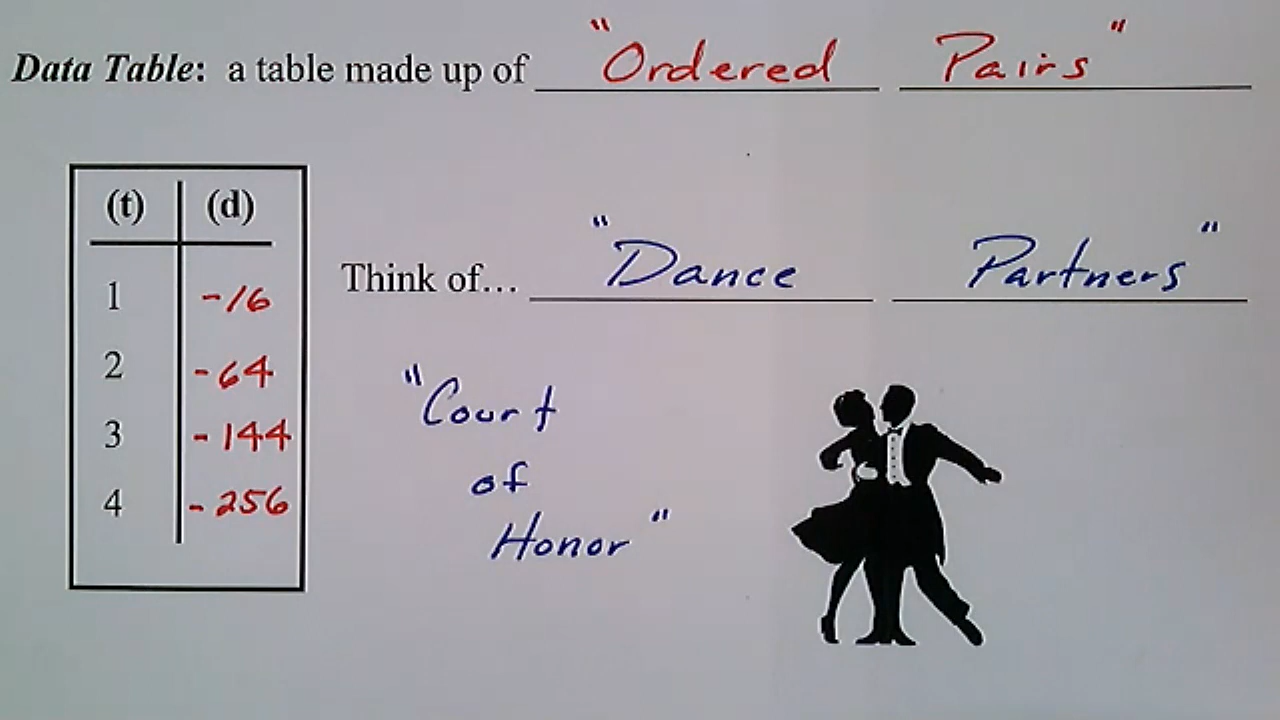 Data Table: a table made up of "Ordered Pairs"
(t) (d)
1 -16
2 -64
3 -144
4 -256
Think of... "Dance Partners"
"Court
of
Honor"